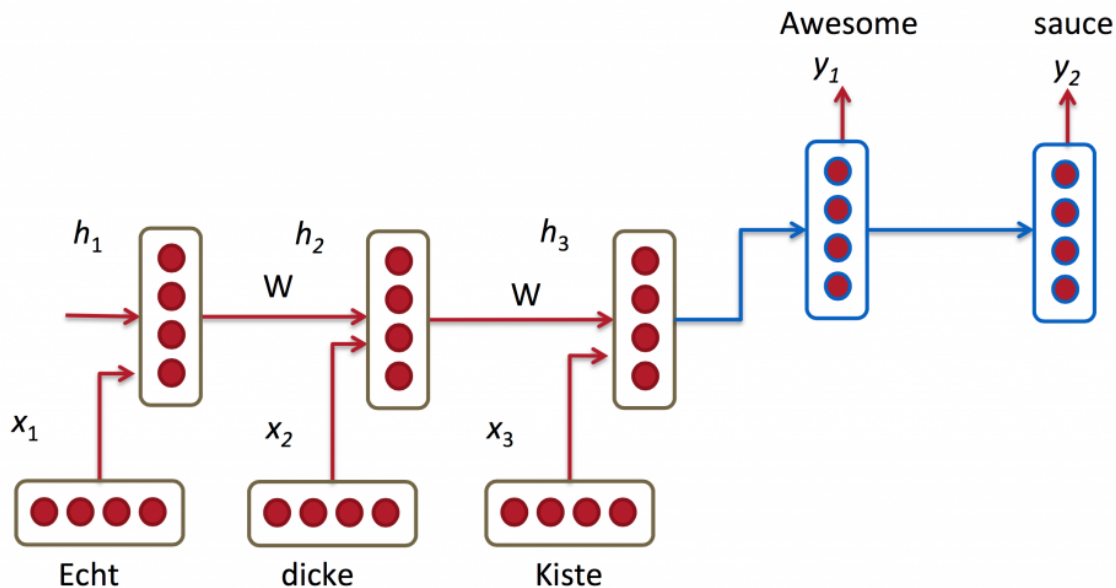 Awesome sauce
y1 y2
h1 h2 h3
W W
x1 x2 x3
Echt dicke Kiste